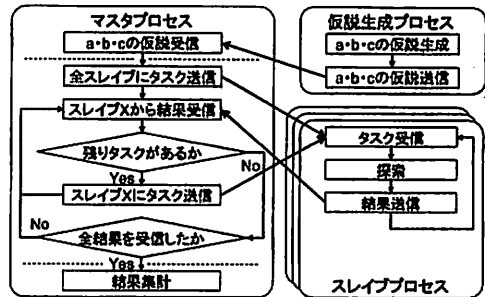 マスタプロセス
a・b・cの仮説受信
全スレイブにタスク送信
スレイブXから結果受信
残りタスクがあるか
No
Yes
スレイブXにタスク送信
No
全結果を受信したか
Yes
結果集計
仮説生成プロセス
a・b・cの仮説生成
a・b・cの仮説送信
タスク受信
探索
結果送信
スレイブプロセス